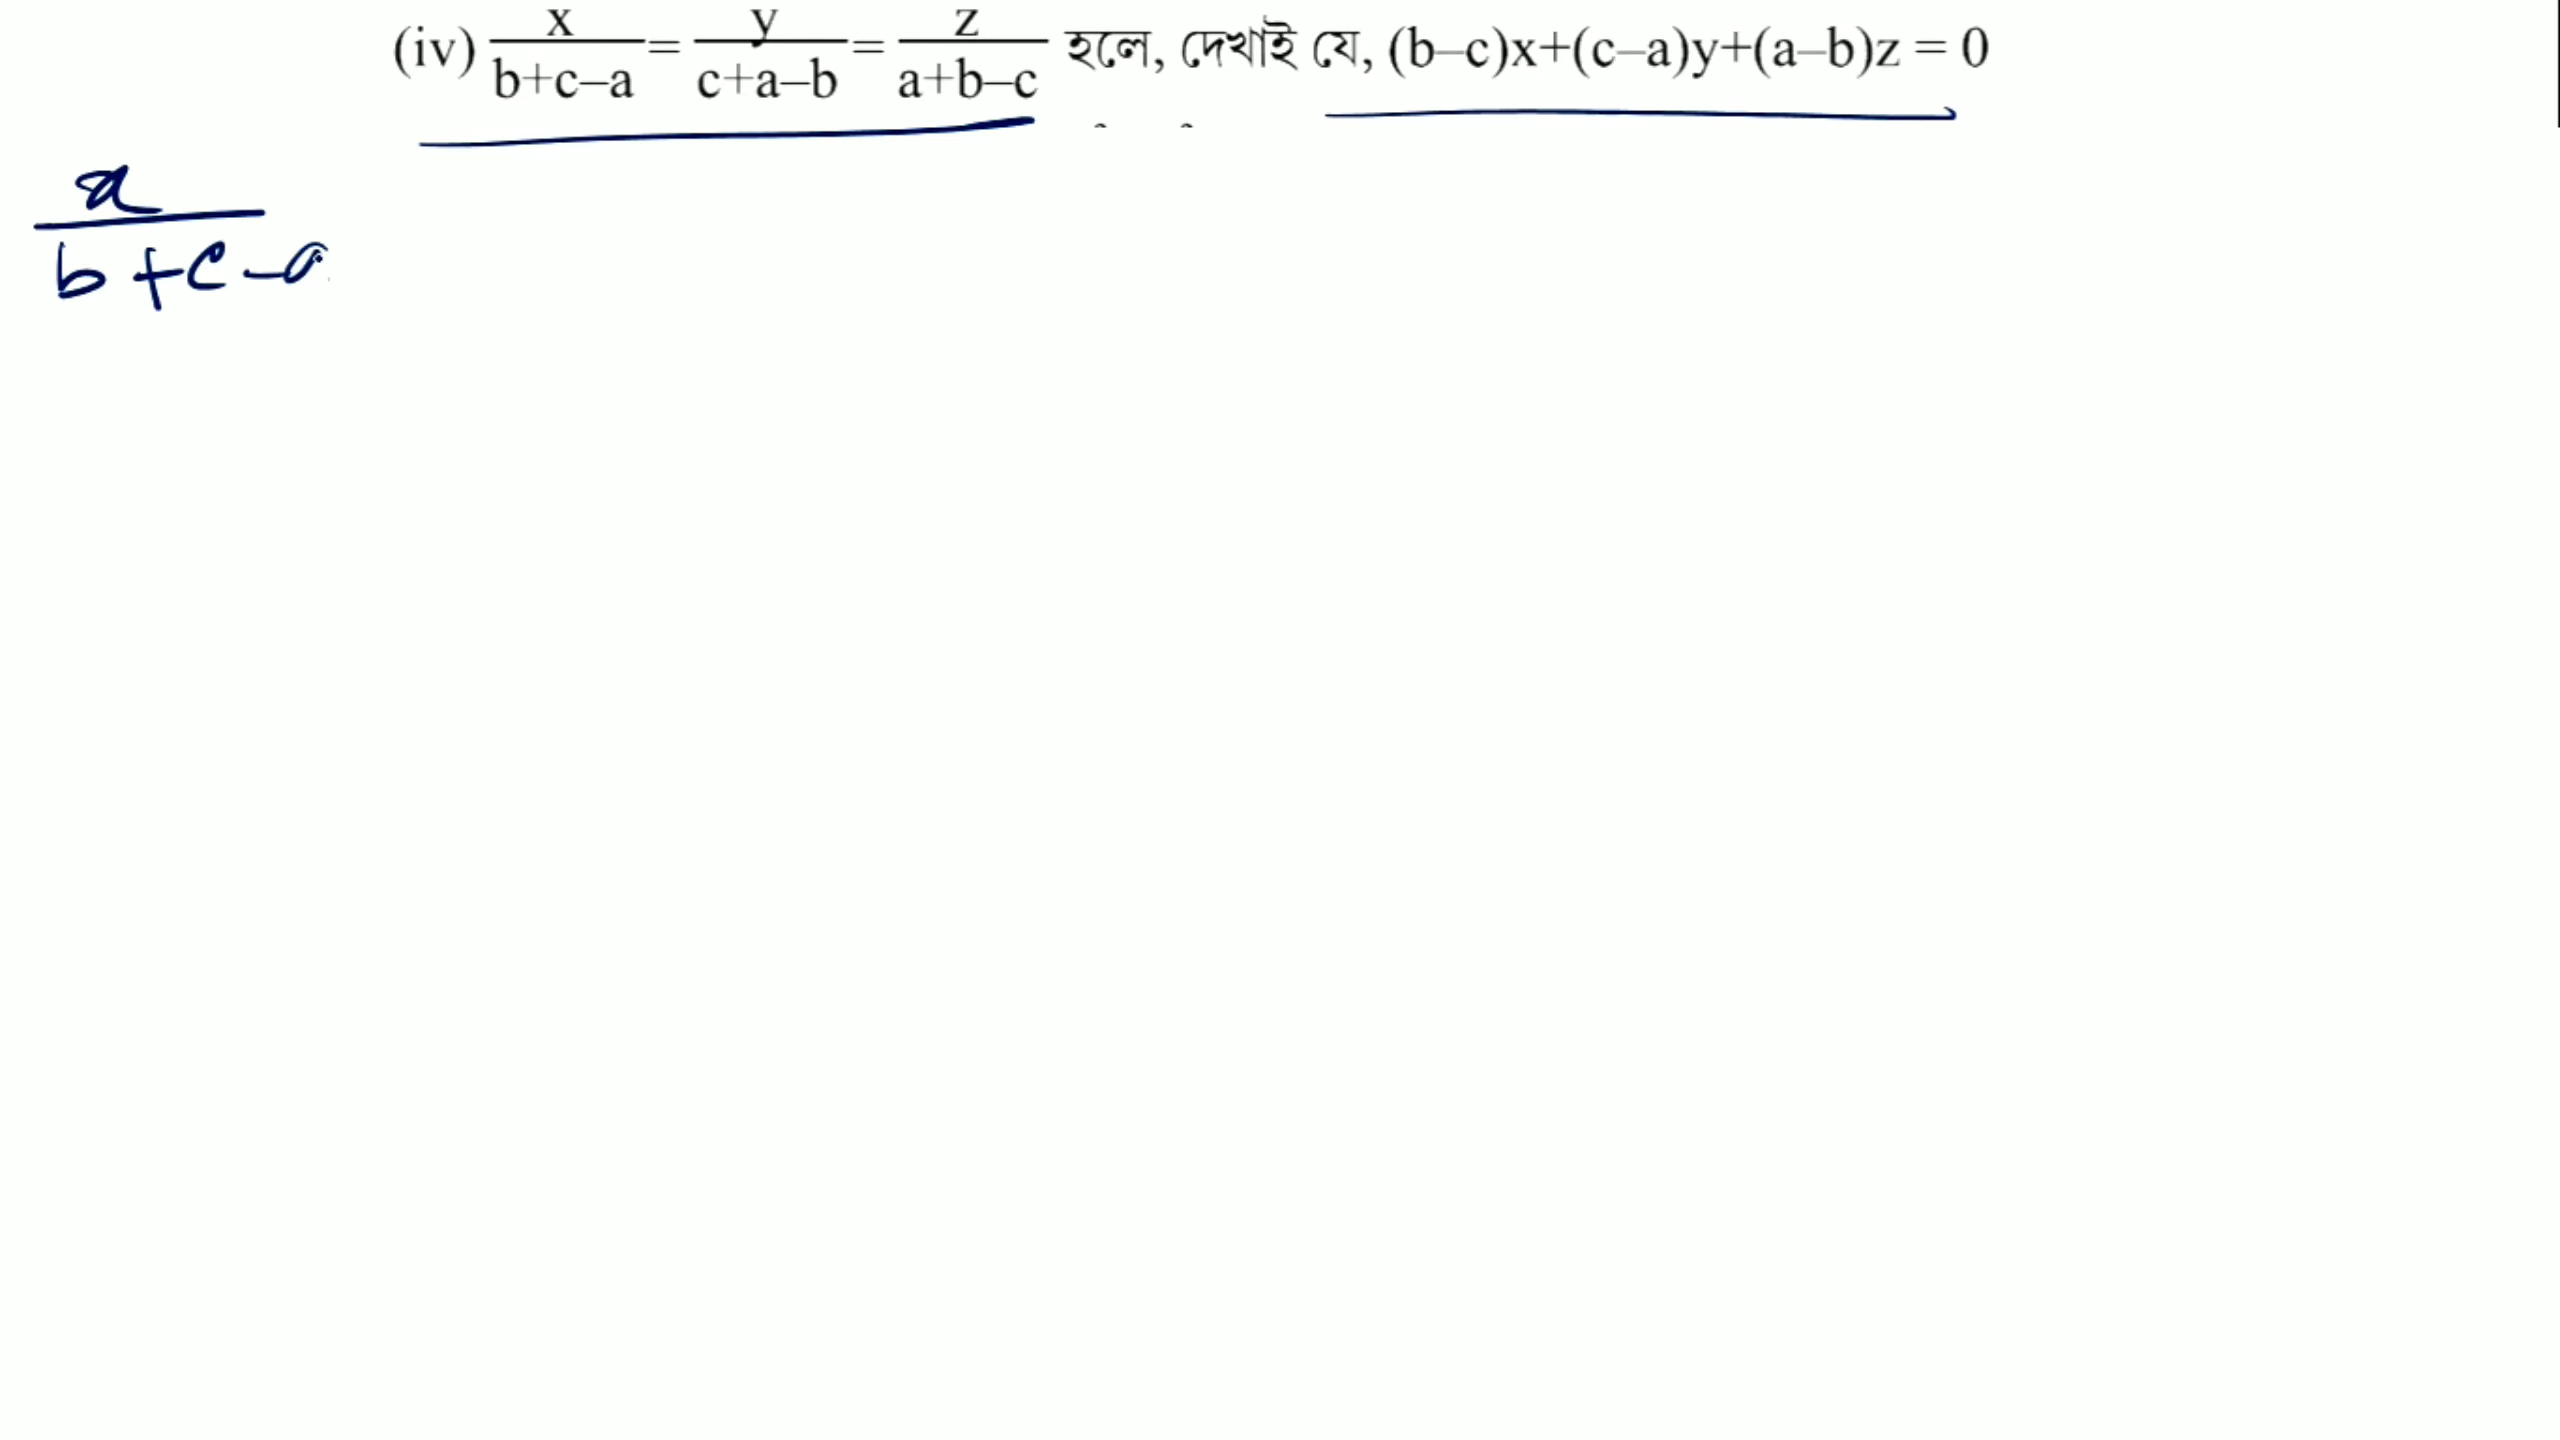 (iv) x/(b+c–a) = y/(c+a–b) = z/(a+b–c) হলে, দেখাই যে, (b–c)x+(c–a)y+(a–b)z = 0
x
b+c-a